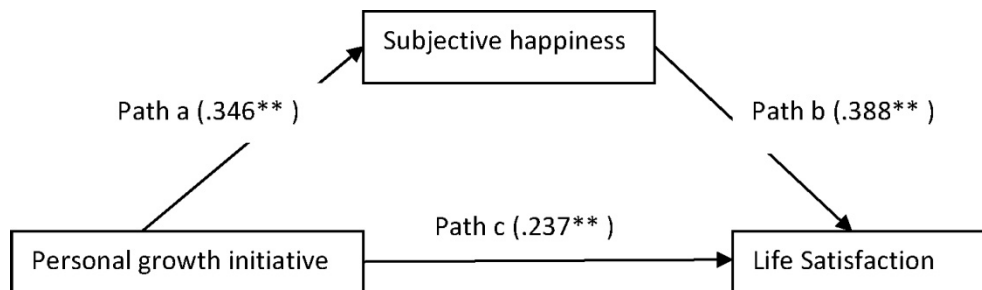 Subjective happiness
Path a (.346** )
Path b (.388** )
Path c (.237** )
Personal growth initiative
Life Satisfaction